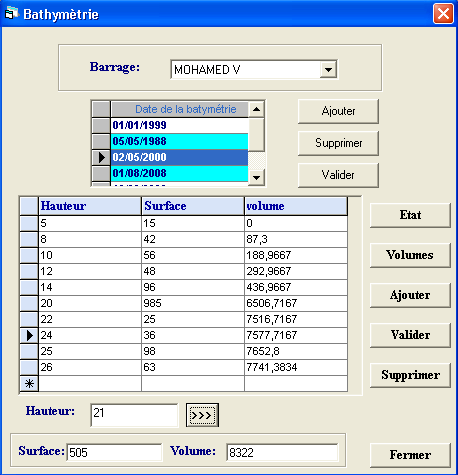 Bathymètrie
Barrage: MOHAMED V
Date de la batymétrie
01/01/1999
05/05/1988
02/05/2000
01/08/2008
Ajouter
Supprimer
Valider
Hauteur Surface volume
5 15 0
8 42 87,3
10 56 188,9667
12 48 292,9667
14 96 436,9667
20 985 6506,7167
22 25 7516,7167
24 36 7577,7167
25 98 7652,8
26 63 7741,3834
Etat
Volumes
Ajouter
Valider
Supprimer
Hauteur: 21 >>>
Surface: 505 Volume: 8322
Fermer